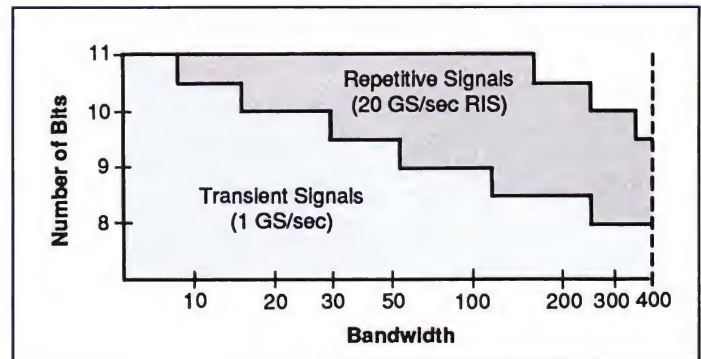 11
10
9
8
Number of Bits
Repetitive Signals
(20 GS/sec RIS)
Transient Signals
(1 GS/sec)
10 20 30 50 100 200 300 400
Bandwidth